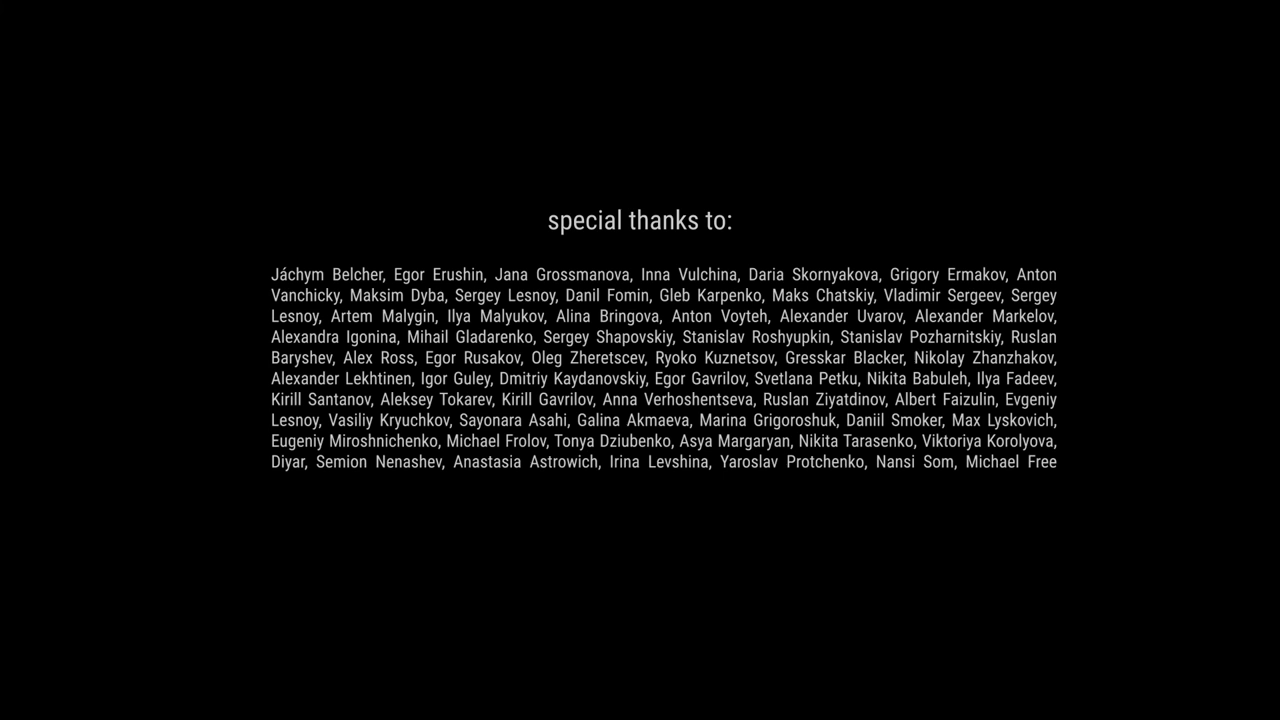 special thanks to:
Jáchym Belcher, Egor Erushin, Jana Grossmanova, Inna Vulchina, Daria Skornyakova, Grigory Ermakov, Anton
Vanchicky, Maksim Dyba, Sergey Lesnoy, Danil Fomin, Gleb Karpenko, Maks Chatskiy, Vladimir Sergeev, Sergey
Lesnoy, Artem Malygin, Ilya Malyukov, Alina Bringova, Anton Voyteh, Alexander Uvarov, Alexander Markelov,
Alexandra Igonina, Mihail Gladarenko, Sergey Shapovskiy, Stanislav Roshyupkin, Stanislav Pozharnitskiy, Ruslan
Baryshev, Alex Ross, Egor Rusakov, Oleg Zheretscev, Ryoko Kuznetsov, Gresskar Blacker, Nikolay Zhanzhakov,
Alexander Lekhtinen, Igor Guley, Dmitriy Kaydanovskiy, Egor Gavrilov, Svetlana Petku, Nikita Babuleh, Ilya Fadeev,
Kirill Santanov, Aleksey Tokarev, Kirill Gavrilov, Anna Verhoshentseva, Ruslan Ziyatdinov, Albert Faizulin, Evgeniy
Lesnoy, Vasiliy Kryuchkov, Sayonara Asahi, Galina Akmaeva, Marina Grigoroshuk, Daniil Smoker, Max Lyskovich,
Eugeniy Miroshnichenko, Michael Frolov, Tonya Dziubenko, Asya Margaryan, Nikita Tarasenko, Viktoriya Korolyova,
Diyar, Semion Nenashev, Anastasia Astrowich, Irina Levshina, Yaroslav Protchenko, Nansi Som, Michael Free